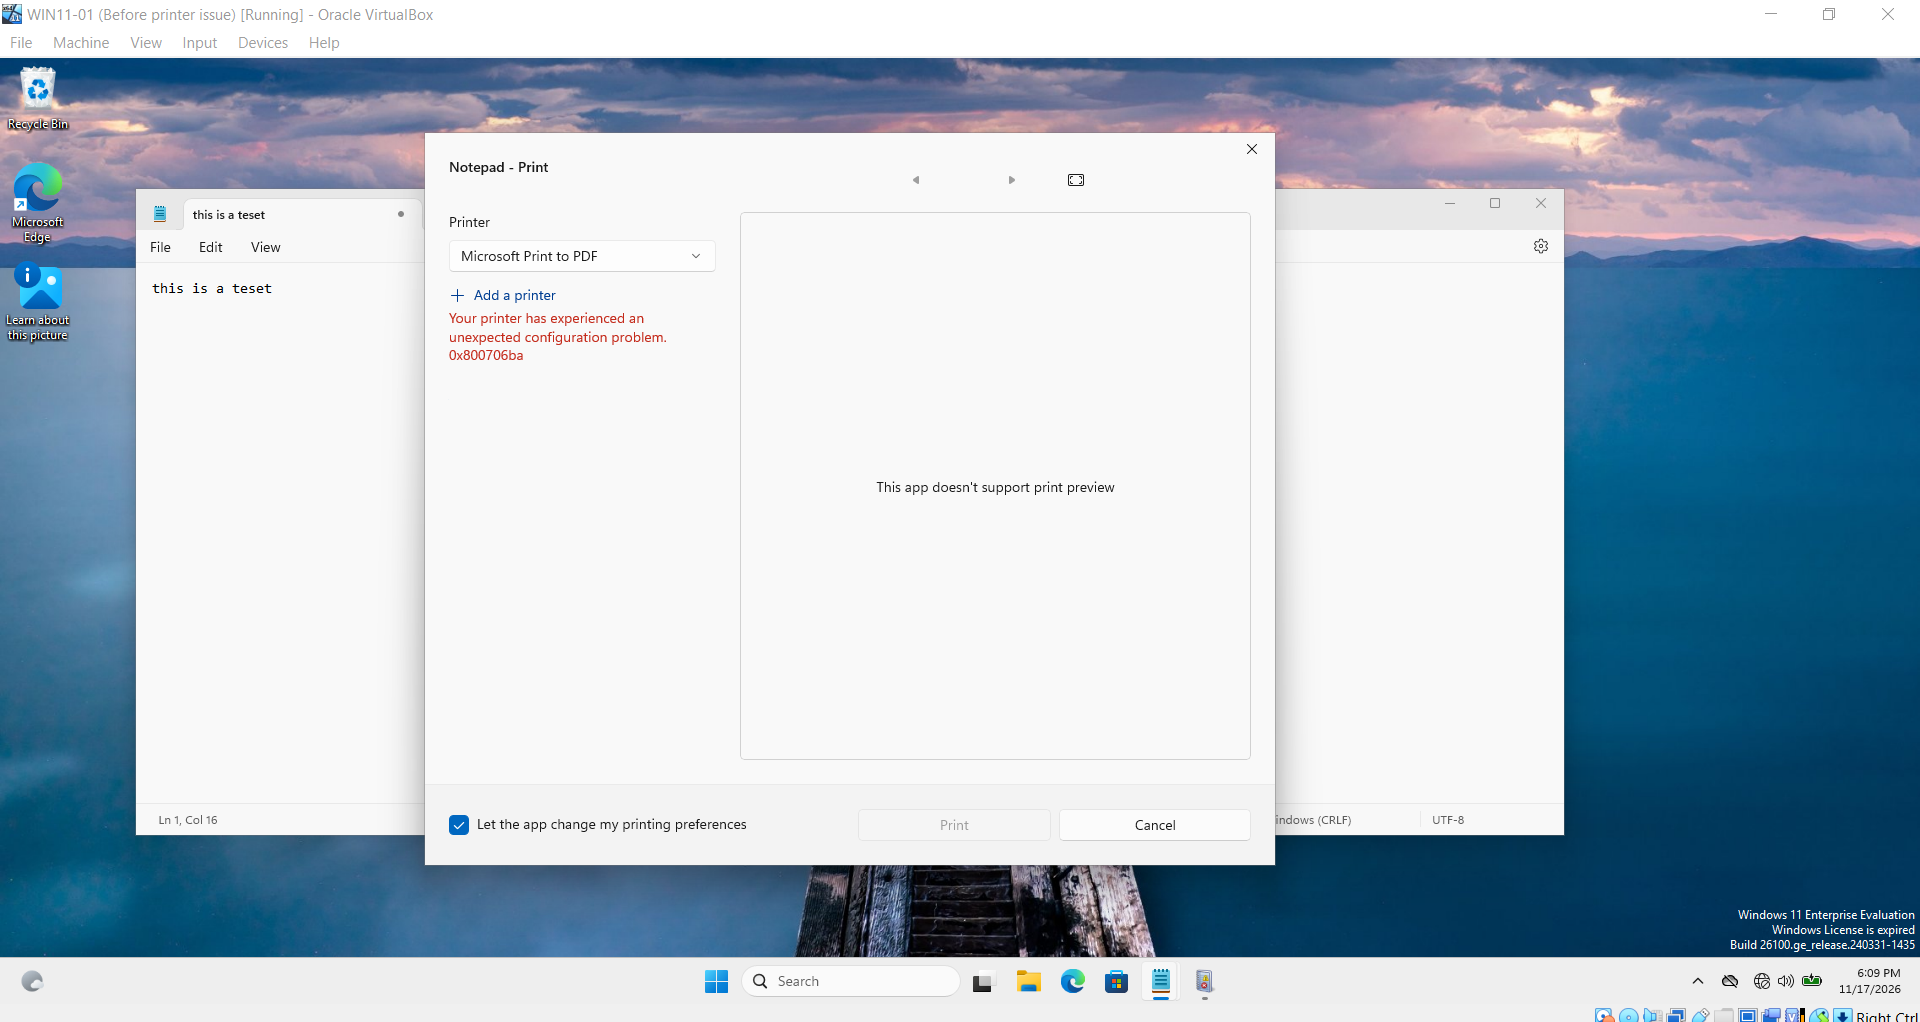 WIN11-01 (Before printer issue) [Running] - Oracle VirtualBox
File Machine View Input Devices Help
Recycle Bin
Microsoft
Edge
Learn about
this picture
this is a teset
File Edit View
this is a teset
Ln 1, Col 16
indows (CRLF)
UTF-8
Notepad - Print
Printer
Microsoft Print to PDF
Add a printer
Your printer has experienced an
unexpected configuration problem.
0x800706ba
This app doesn't support print preview
Let the app change my printing preferences
Print
Cancel
Windows 11 Enterprise Evaluation
Windows License is expired
Build 26100.ge_release.240331-1435
Search
6:09 PM
11/17/2026
Right Ctrl